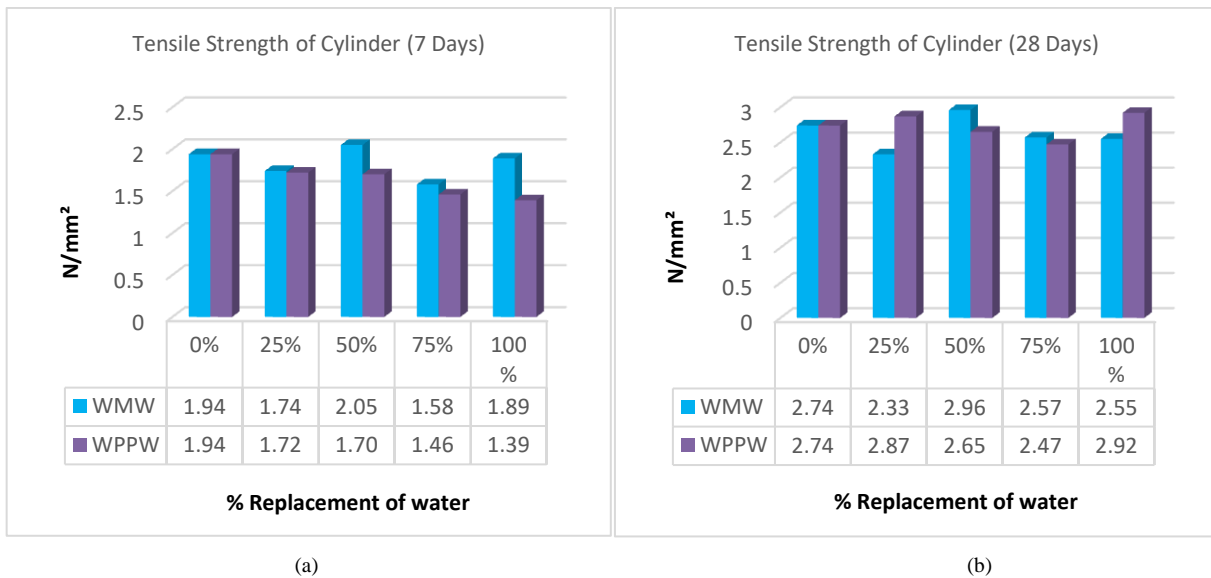 Tensile Strength of Cylinder (7 Days)
2.5
2
1.5
1
0.5
0
N/mm²
0% 25% 50% 75% 100
%
WMW 1.94 1.74 2.05 1.58 1.89
WPPW 1.94 1.72 1.70 1.46 1.39
% Replacement of water
(a)
Tensile Strength of Cylinder (28 Days)
3
2.5
2
1.5
1
0.5
0
N/mm²
0% 25% 50% 75% 100
%
WMW 2.74 2.33 2.96 2.57 2.55
WPPW 2.74 2.87 2.65 2.47 2.92
% Replacement of water
(b)